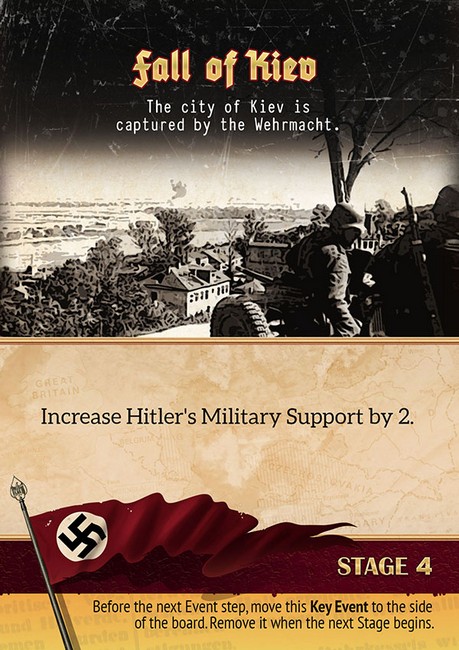 Fall of Kiev
The city of Kiev is
captured by the Wehrmacht.
GREAT
BRITAIN
Increase Hitler's Military Support by 2.
STAGE 4
Before the next Event step, move this Key Event to the side
of the board. Remove it when the next Stage begins.